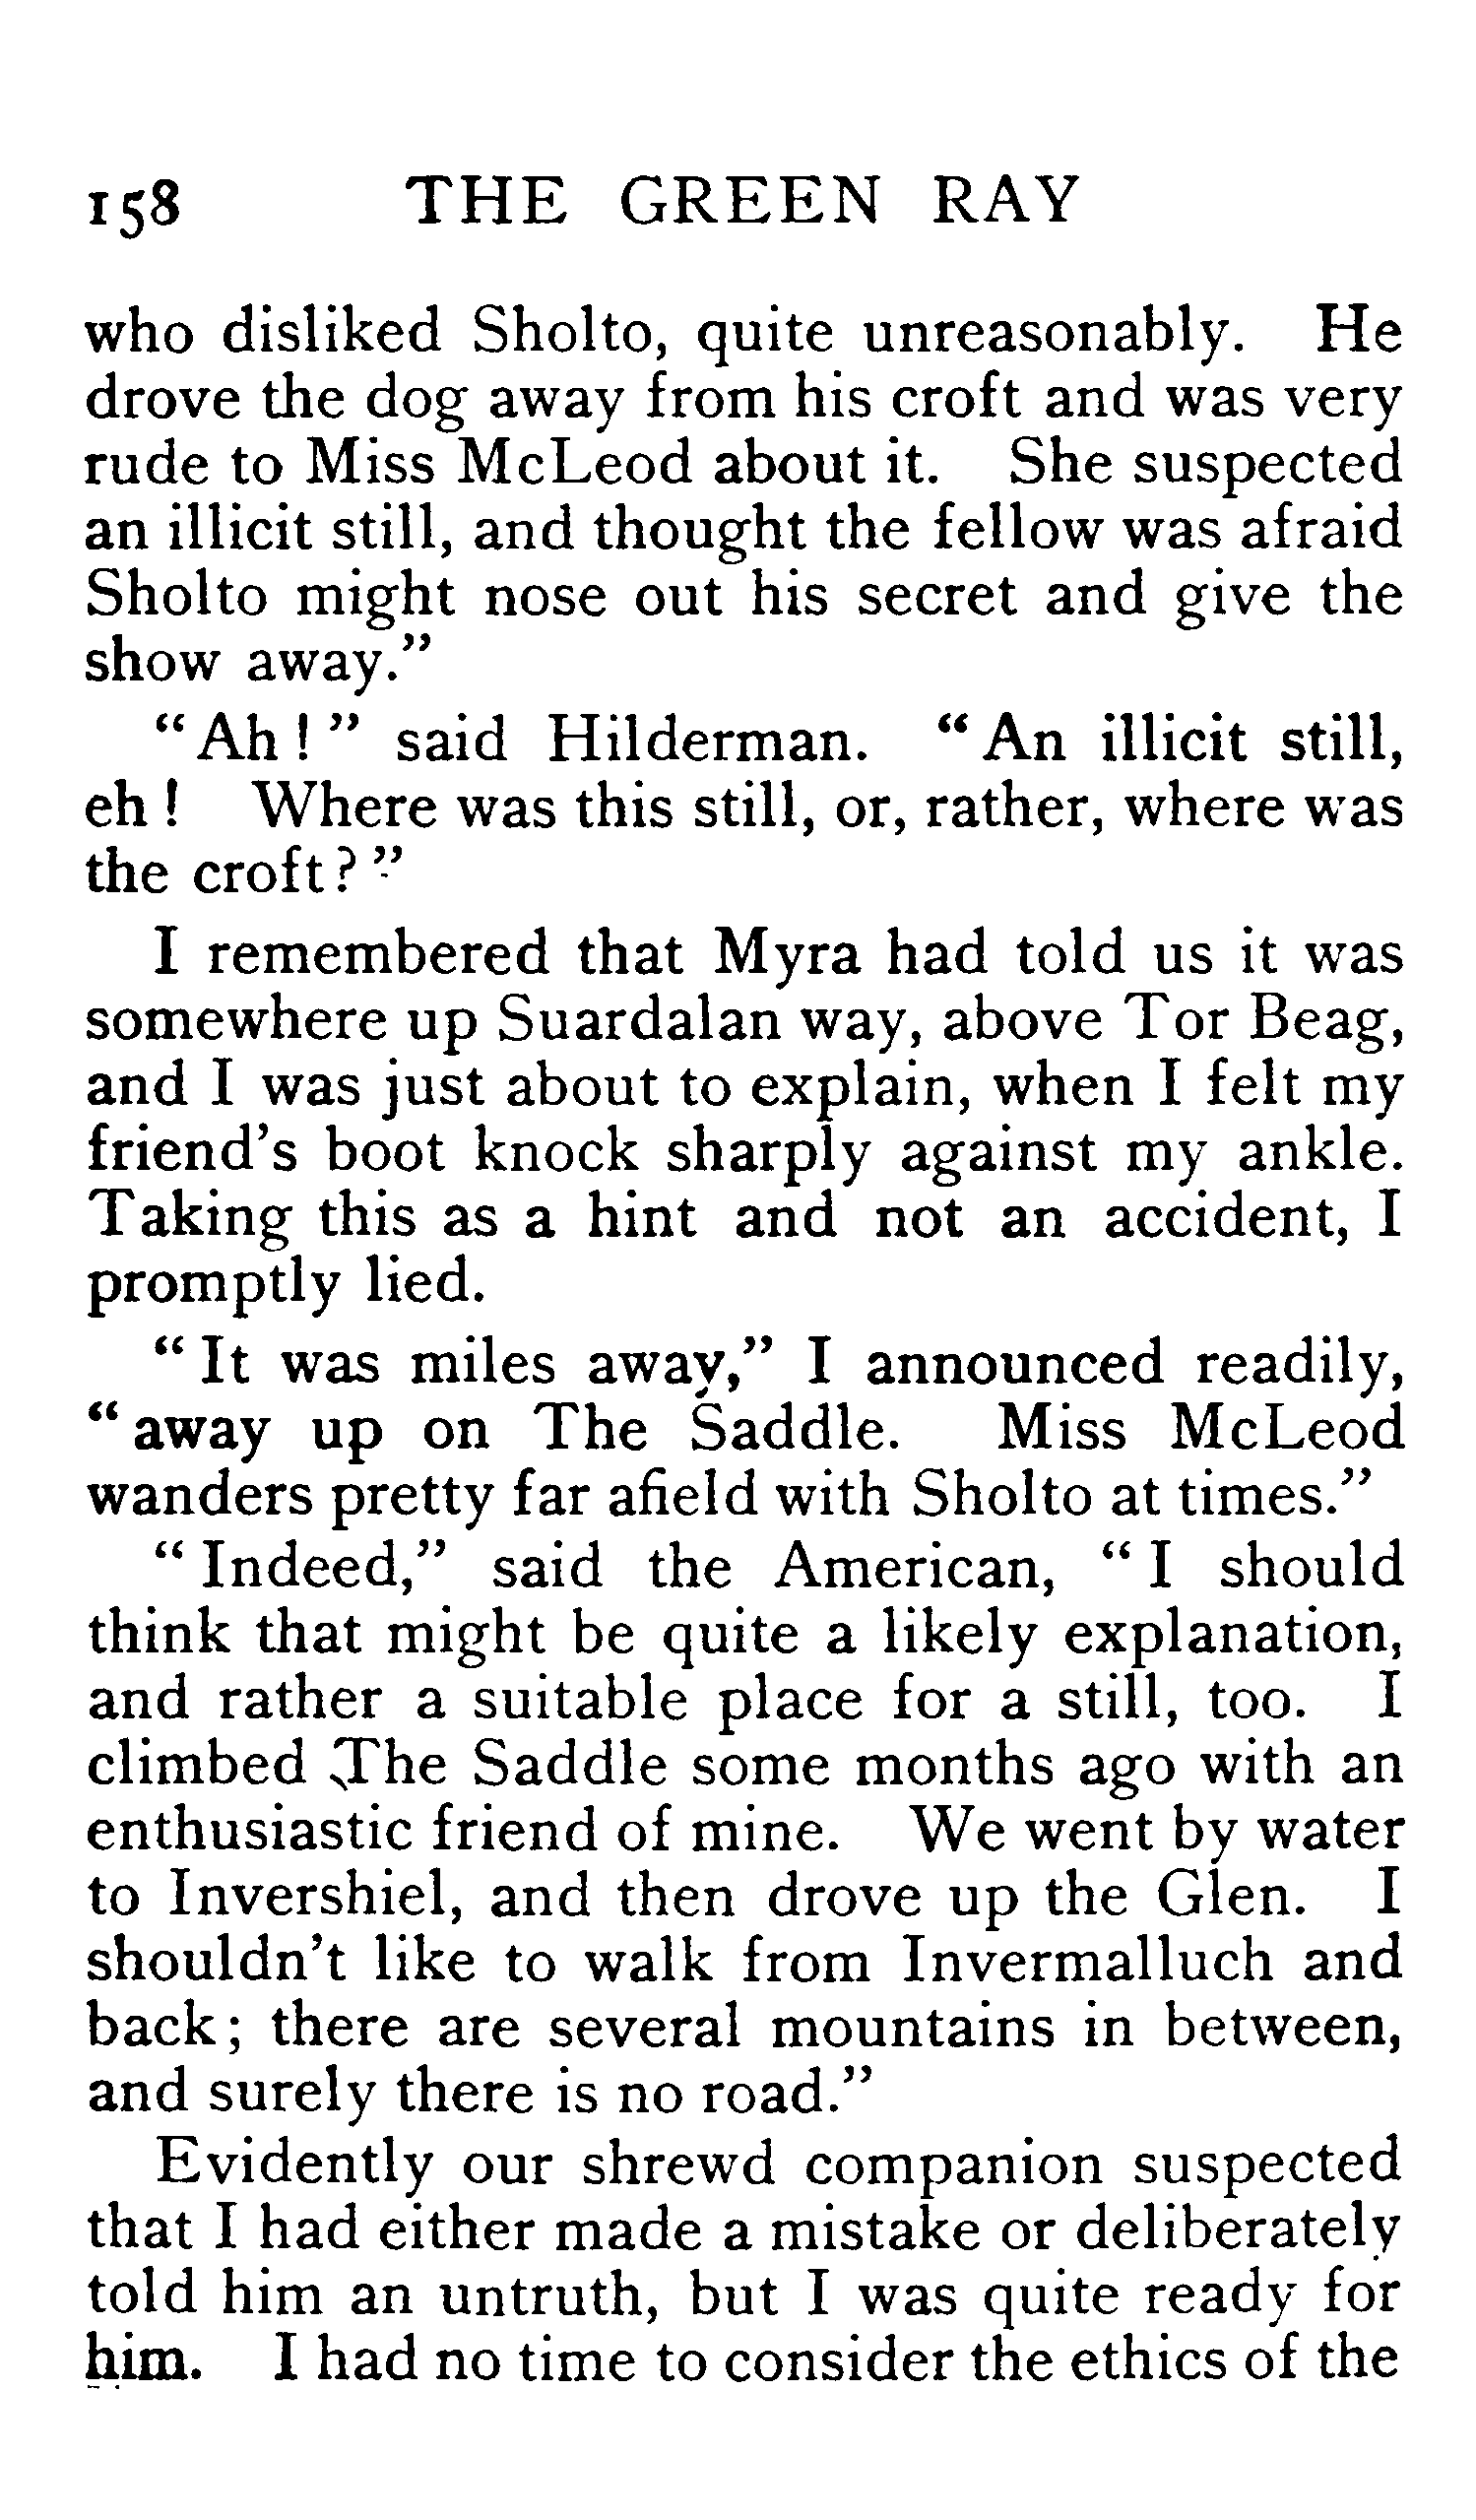 158 THE GREEN RAY
who disliked Sholto, quite unreasonably. He
drove the dog away from his croft and was very
rude to Miss McLeod about it. She suspected
an illicit still, and thought the fellow was afraid
Sholto might nose out his secret and give the
show away."
"Ah!" said Hilderman. "An illicit still,
eh! Where was this still, or, rather, where was
the croft?"
I remembered that Myra had told us it was
somewhere up Suardalan way, above Tor Beag,
and I was just about to explain, when I felt my
friend's boot knock sharply against my ankle.
Taking this as a hint and not an accident, I
promptly lied.
"It was miles away," I announced readily,
"away up on The Saddle. Miss McLeod
wanders pretty far afield with Sholto at times."
"Indeed," said the American, "I should
think that might be quite a likely explanation,
and rather a suitable place for a still, too. I
climbed The Saddle some months ago with an
enthusiastic friend of mine. We went by water
to Invershiel, and then drove up the Glen. I
shouldn't like to walk from Invermalluch and
back; there are several mountains in between,
and surely there is no road."
Evidently our shrewd companion suspected
that I had either made a mistake or deliberately
told him an untruth, but I was quite ready for
him. I had no time to consider the ethics of the